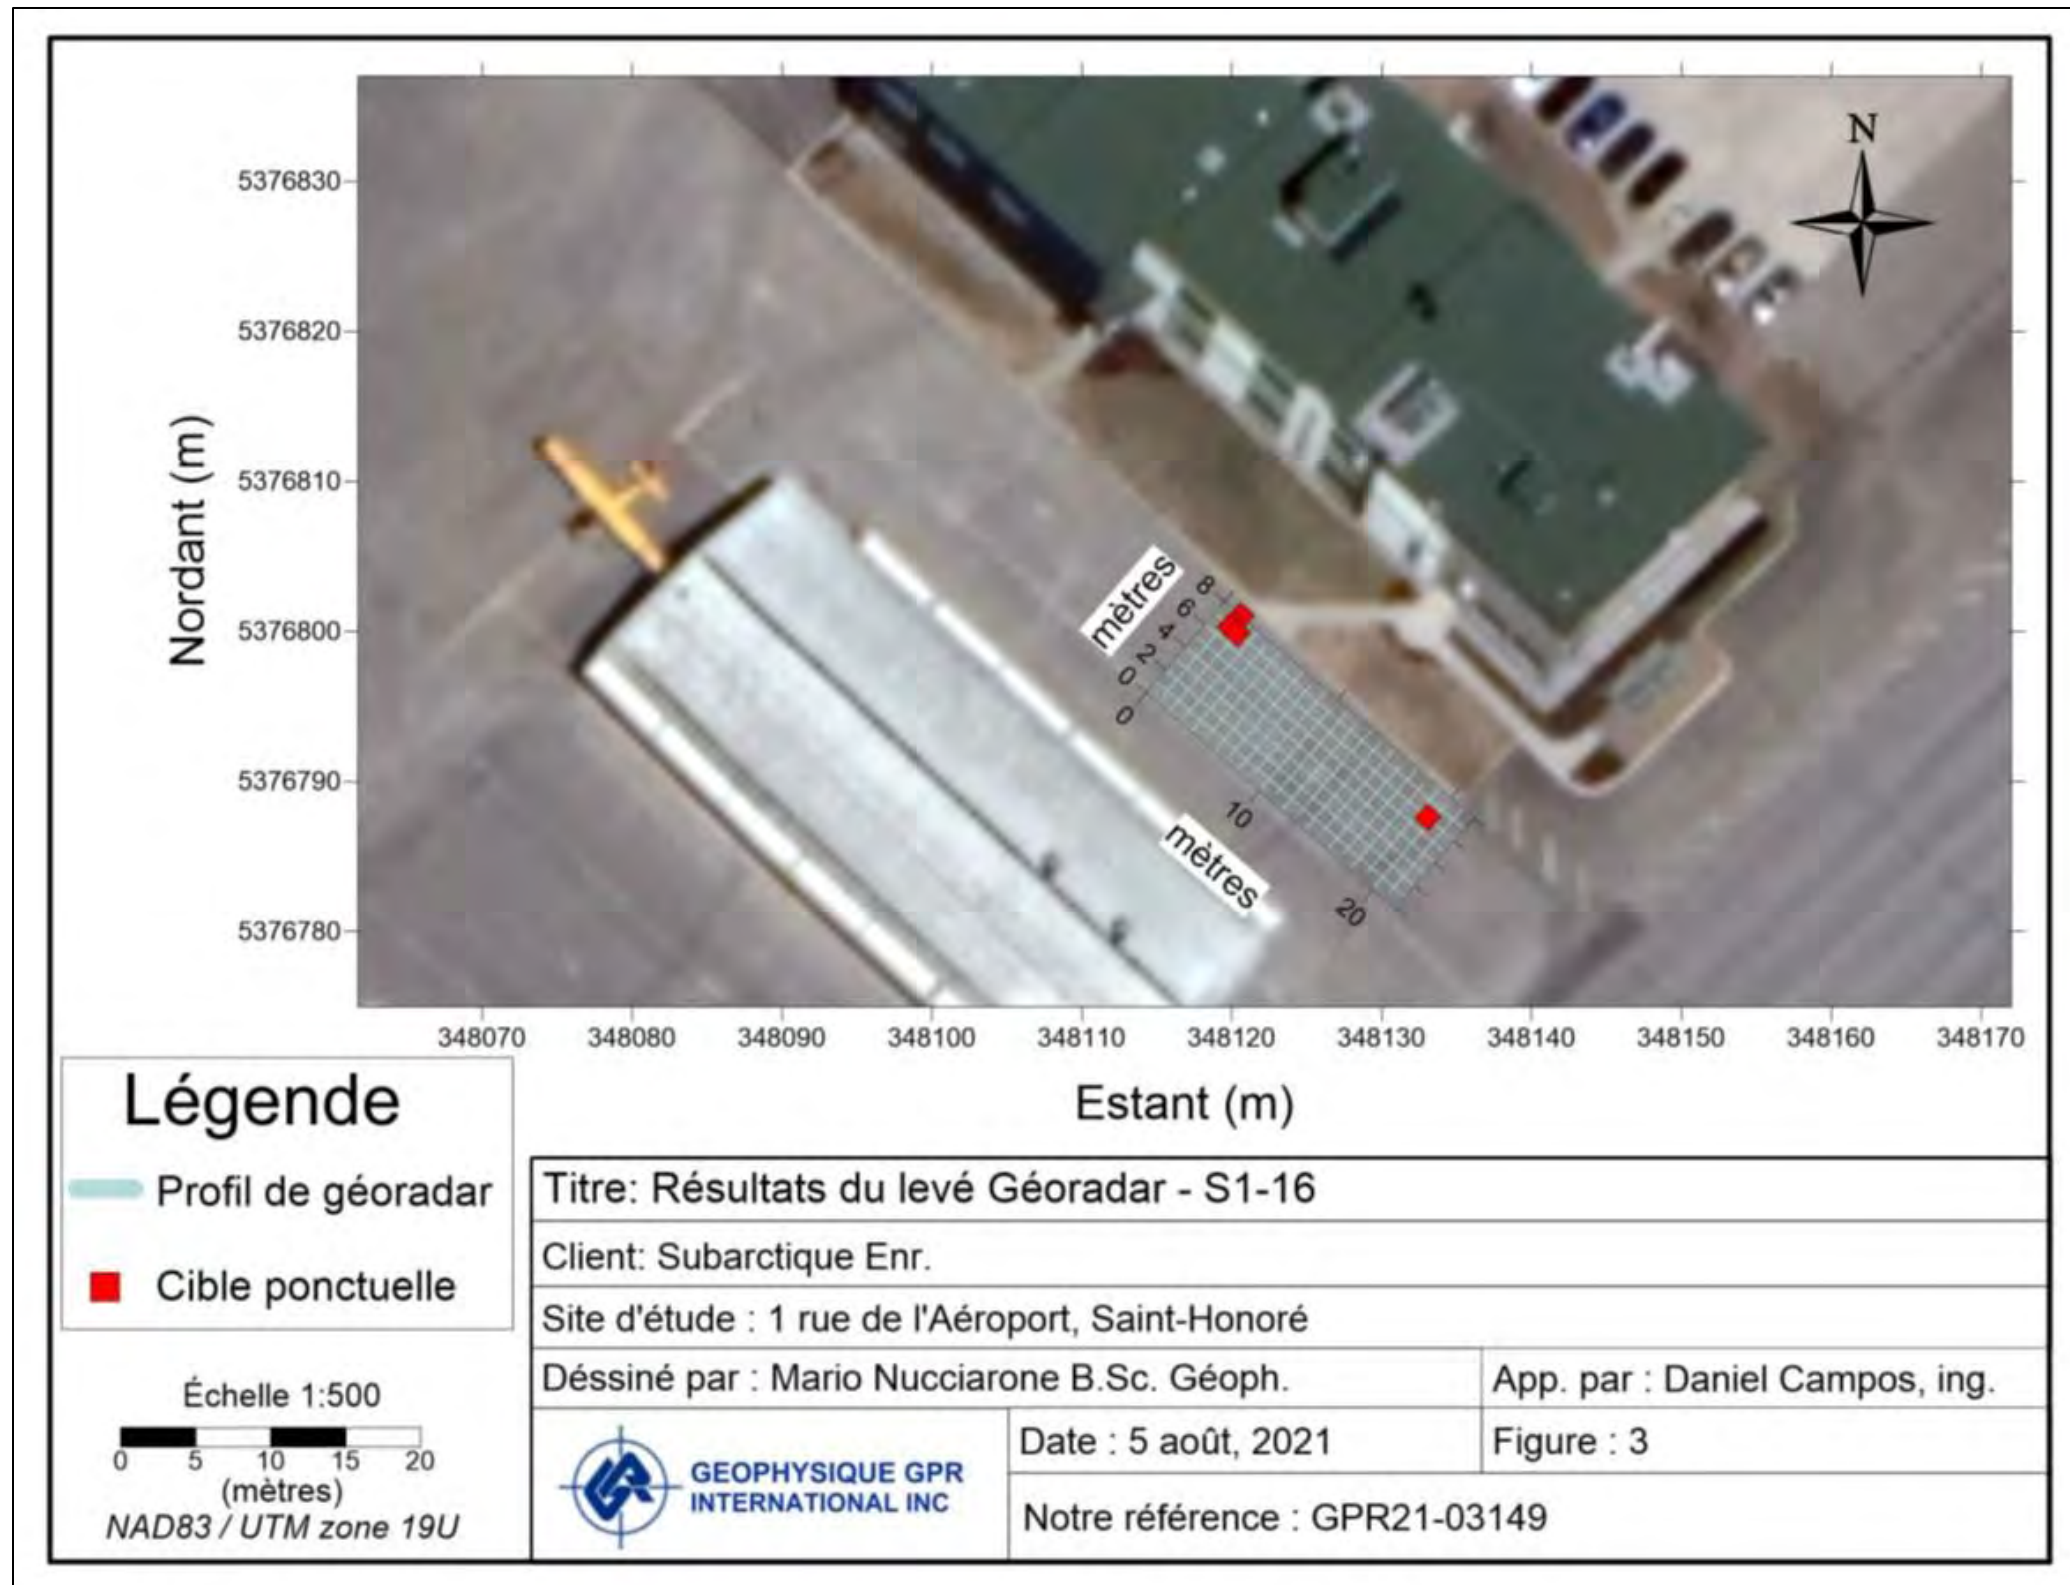 N
5376830
5376820
5376810
5376800
5376790
5376780
Nordant (m)
mètres
8
6
4
2
0
0
10
20
mètres
348070 348080 348090 348100 348110 348120 348130 348140 348150 348160 348170
Estant (m)
Légende
Profil de géoradar
Cible ponctuelle
Échelle 1:500
0 5 10 15 20
(mètres)
NAD83 / UTM zone 19U
Titre: Résultats du levé Géoradar - S1-16
Client: Subarctique Enr.
Site d'étude : 1 rue de l'Aéroport, Saint-Honoré
Déssiné par : Mario Nucciarone B.Sc. Géoph.
App. par : Daniel Campos, ing.
GEOPHYSIQUE GPR
INTERNATIONAL INC
Date : 5 août, 2021
Figure : 3
Notre référence : GPR21-03149